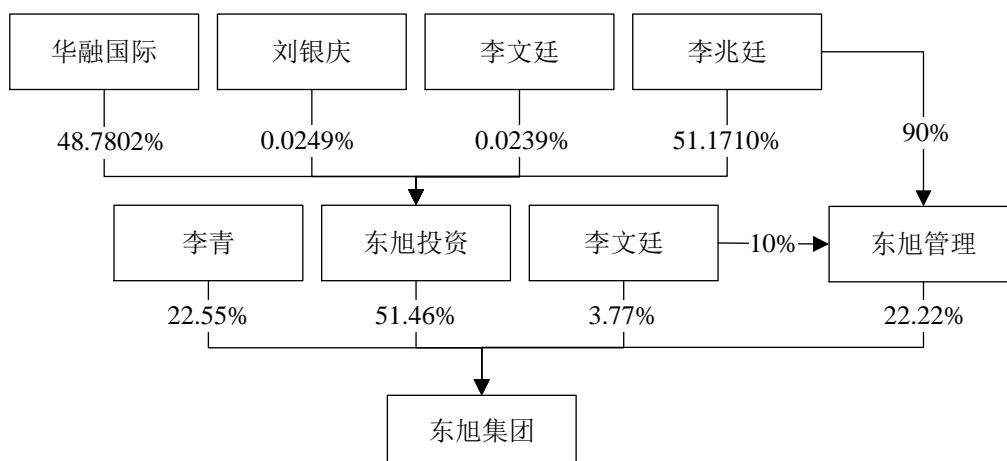 华融国际
刘银庆
李文廷
李兆廷
48.7802%
0.0249%
0.0239%
51.1710%
90%
李青
东旭投资
李文廷
10%
东旭管理
22.55%
51.46%
3.77%
22.22%
东旭集团